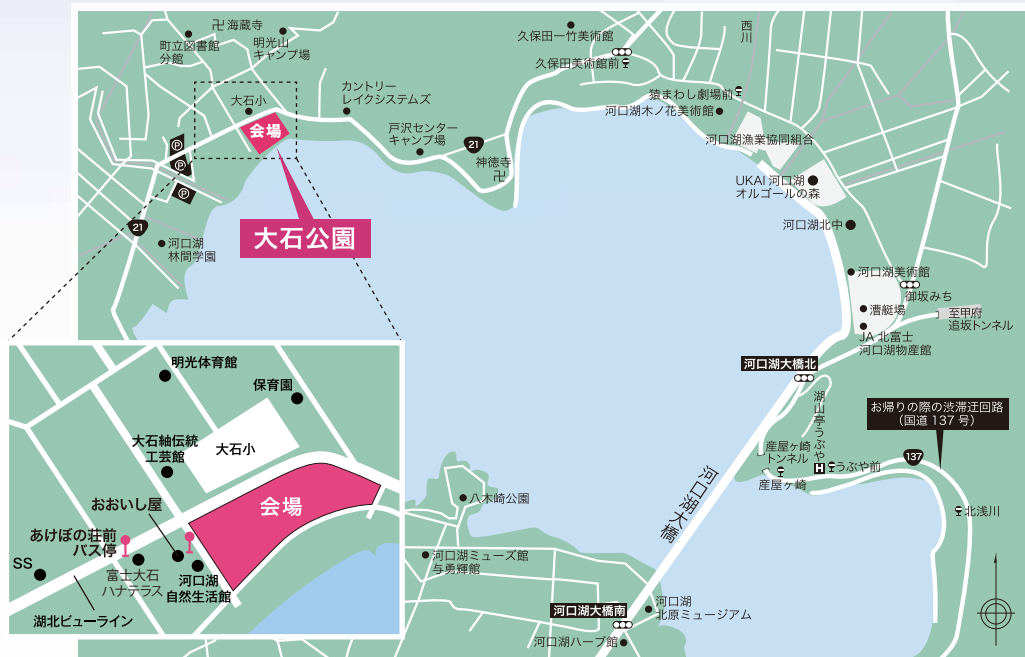 卍 海蔵寺
町立図書館
分館
明光山
キャンプ場
久保田一竹美術館
久保田美術館前
西川
カントリー
レイクシステムズ
大石小
会場
戸沢センター
キャンプ場
21
神徳寺
卍
猿まわし劇場前
河口湖木ノ花美術館
河口湖漁業協同組合
P
P
P
UKAI 河口湖
オルゴールの森
21
河口湖
林間学園
大石公園
河口湖北中
河口湖美術館
御坂みち
漕艇場
至甲府
追坂トンネル
JA 北富士
河口湖物産館
河口湖大橋北
湖山亭うぶや
お帰りの際の渋滞迂回路
(国道 137 号)
137
産屋ヶ崎
トンネル
H
うぶや前
産屋ヶ崎
北浅川
河口湖大橋
八木崎公園
河口湖ミューズ館
与勇輝館
河口湖大橋南
河口湖
北原ミュージアム
河口湖ハーブ館
明光体育館
保育園
大石紬伝統
工芸館
大石小
会場
おおいし屋
あけぼの荘前
バス停
SS
富士大石
ハナテラス
河口湖
自然生活館
湖北ビューライン